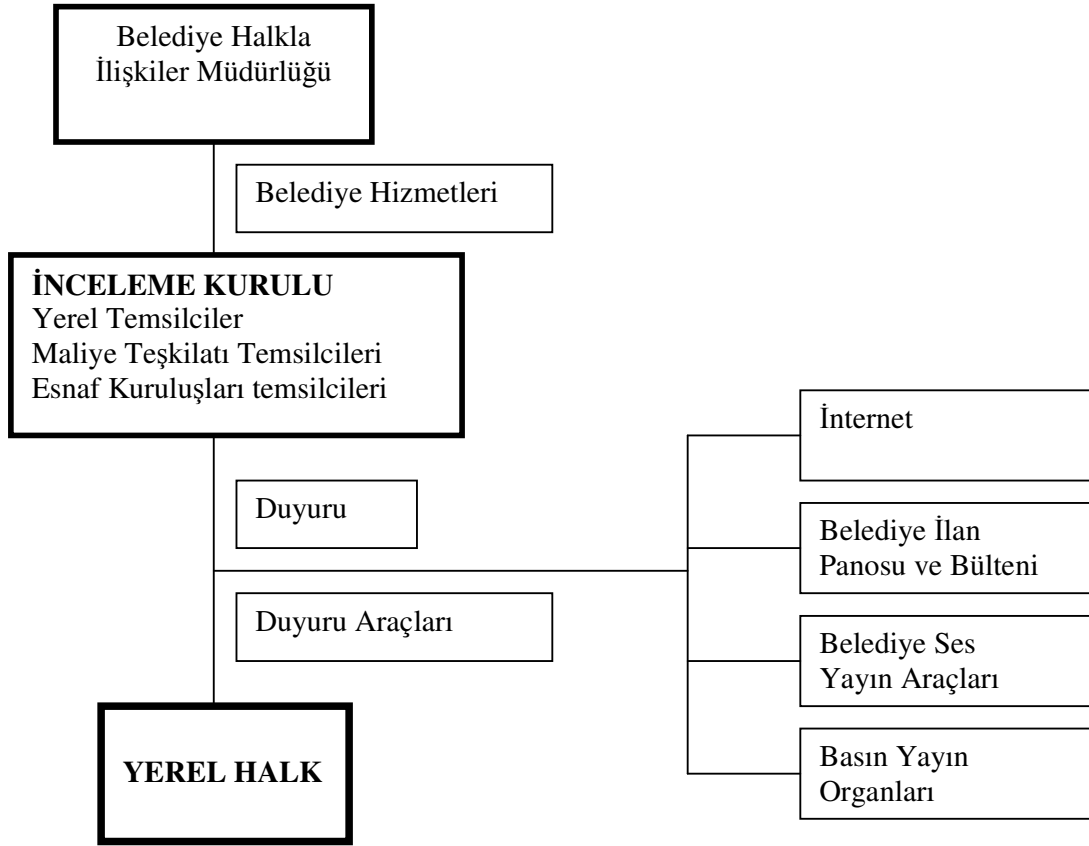 Belediye Halkla
İlişkiler Müdürlüğü
Belediye Hizmetleri
İNCELEME KURULU
Yerel Temsilciler
Maliye Teşkilatı Temsilcileri
Esnaf Kuruluşları temsilcileri
Duyuru
Duyuru Araçları
YEREL HALK
İnternet
Belediye İlan
Panosu ve Bülteni
Belediye Ses
Yayın Araçları
Basın Yayın
Organları